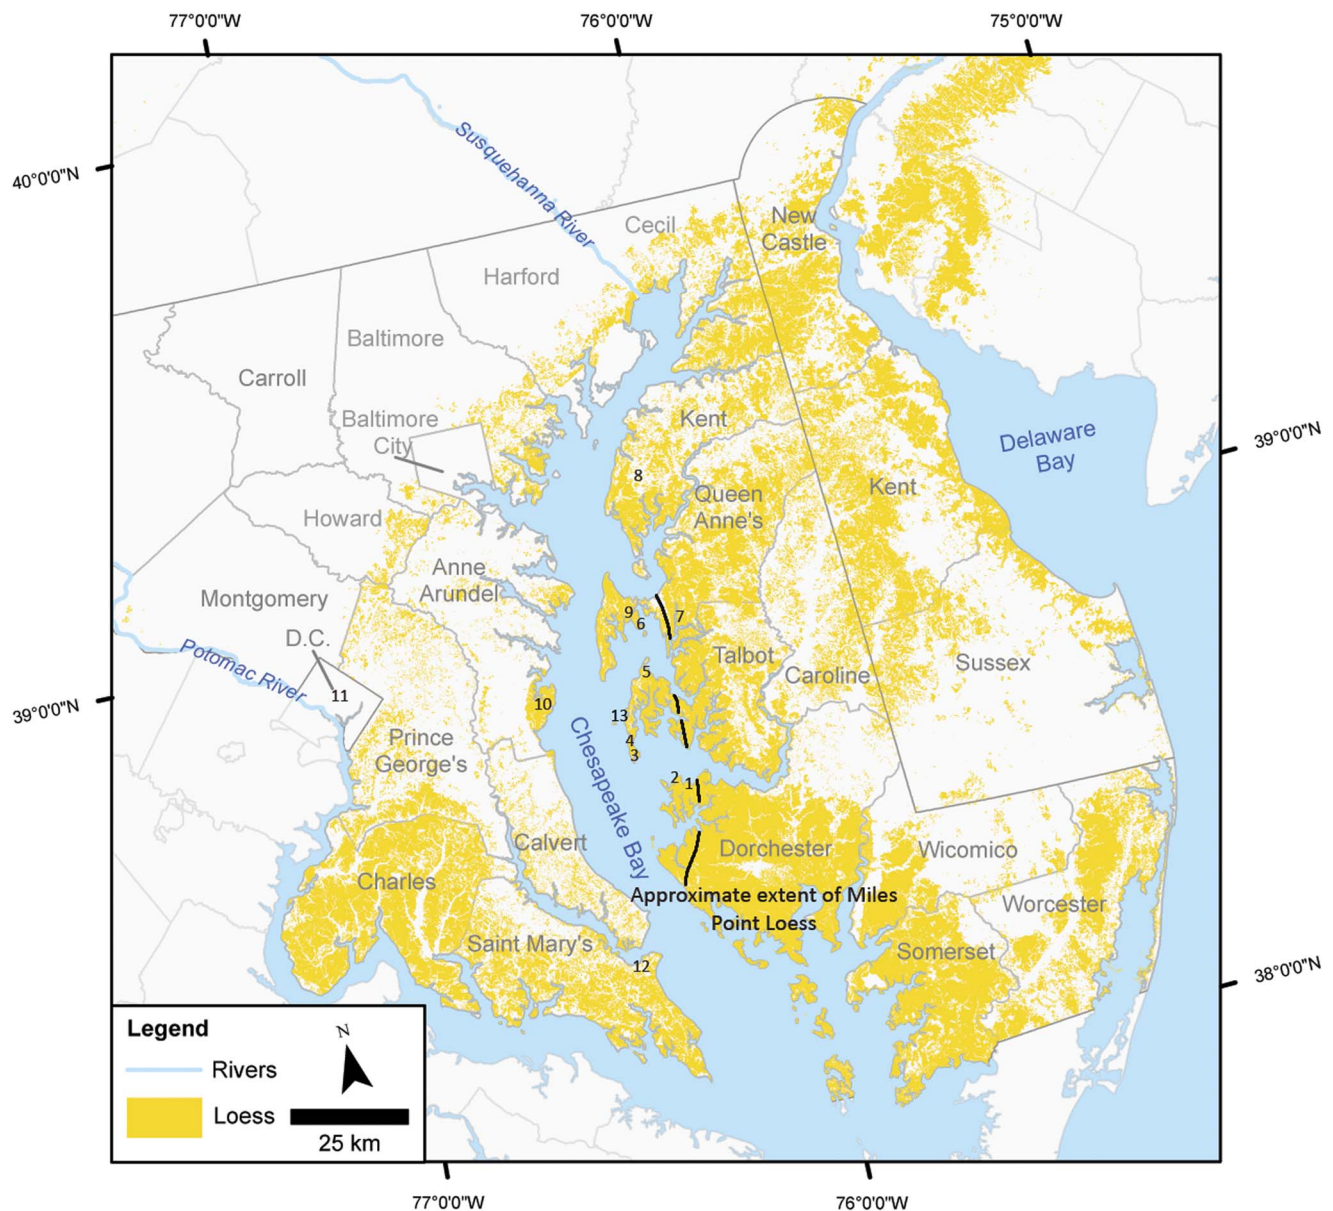 77°0'0"W
76°0'0"W
75°0'0"W
40°0'0"N
Susquehanna River
Cecil
New
Castle
Harford
Baltimore
Carroll
Baltimore
City
Kent
Delaware
Bay
39°0'0"N
8
Queen
Anne's
Kent
Howard
Anne
Arundel
Montgomery
9
6
7
D.C.
Potomac River
Talbot
Sussex
5
Caroline
11
10
39°0'0"N
13
Prince
George's
4
3
Chesapeake Bay
2
1
Calvert
Dorchester
Wicomico
Charles
Approximate extent of Miles
Point Loess
Worcester
Saint Mary's
Somerset
12
38°0'0"N
Legend
N
Rivers
Loess
25 km
77°0'0"W
76°0'0"W